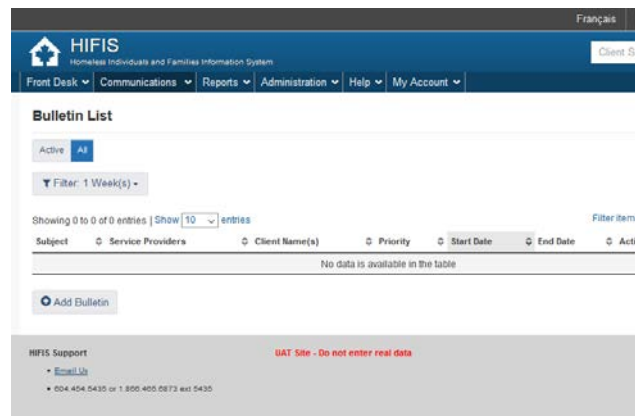 Français
HIFIS
Homeless Individuals and Families Information System
Client S
Front Desk Communications Reports Administration Help My Account
Bulletin List
Active All
Filter: 1 Week(s)
Showing 0 to 0 of 0 entries | Show 10 entries
Filter item
Subject Service Providers Client Name(s) Priority Start Date End Date Acti
No data is available in the table
Add Bulletin
HIFIS Support
UAT Site - Do not enter real data
Email Us
604.454.5435 or 1.866.466.6873 ext 5435